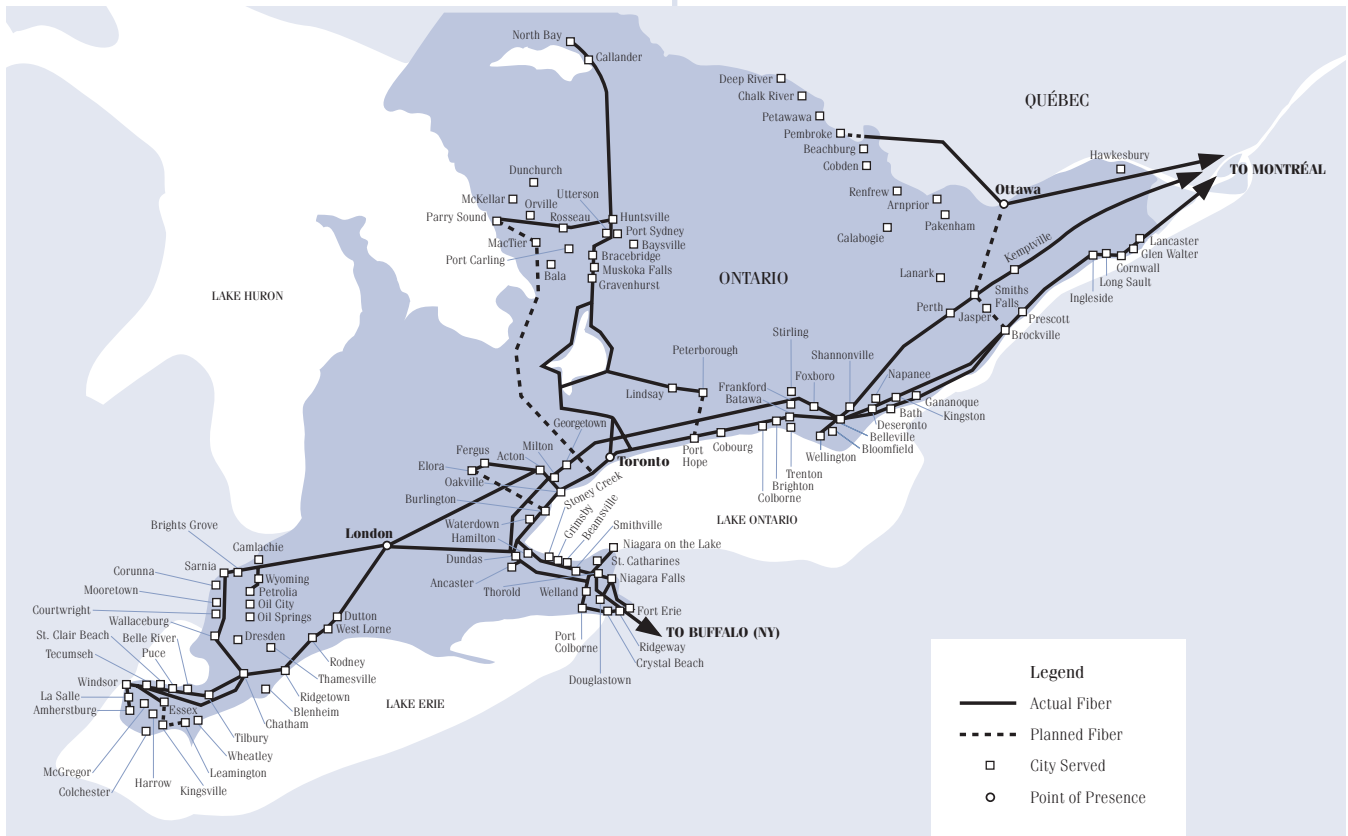 North Bay
Callander
Deep River
Chalk River
Petawawa
Pembroke
Beachburg
Cobden
QUÉBEC
Hawkesbury
TO MONTRÉAL
Renfrew
Arnprior
Pakenham
Calabogie
Ottawa
Dunchurch
McKellar
Orville
Utterson
Parry Sound
Rosseau
Huntsville
Port Sydney
Baysville
MacTier
Port Carling
Bala
Bracebridge
Muskoka Falls
Gravenhurst
ONTARIO
LAKE HURON
Lanark
Kemptville
Lancaster
Glen Walter
Cornwall
Long Sault
Ingleside
Perth
Smiths
Falls
Jasper
Prescott
Brockville
Stirling
Shannonville
Peterborough
Foxboro
Napanee
Frankford
Batawa
Lindsay
Gananoque
Kingston
Bath
Deseronto
Belleville
Bloomfield
Wellington
Georgetown
Milton
Fergus
Acton
Elora
Oakville
Toronto
Port
Hope
Cobourg
Trenton
Brighton
Colborne
Burlington
Stoney Creek
Grimsby
Beamsville
Smithville
LAKE ONTARIO
Waterdown
Hamilton
Dundas
Ancaster
Niagara on the Lake
St. Catharines
Niagara Falls
Thorold
Welland
Fort Erie
TO BUFFALO (NY)
Port
Colborne
Ridgeway
Crystal Beach
Douglastown
London
Brights Grove
Camlachie
Sarnia
Corunna
Wyoming
Mooretown
Petrolia
Oil City
Courtwright
Oil Springs
Wallaceburg
Dutton
West Lorne
St. Clair Beach
Belle River
Dresden
Tecumseh
Puce
Rodney
Thamesville
Windsor
La Salle
Ridgetown
Amherstburg
Essex
Blenheim
LAKE ERIE
Chatham
Tilbury
Wheatley
McGregor
Leamington
Harrow
Colchester
Kingsville
Legend
Actual Fiber
Planned Fiber
City Served
Point of Presence